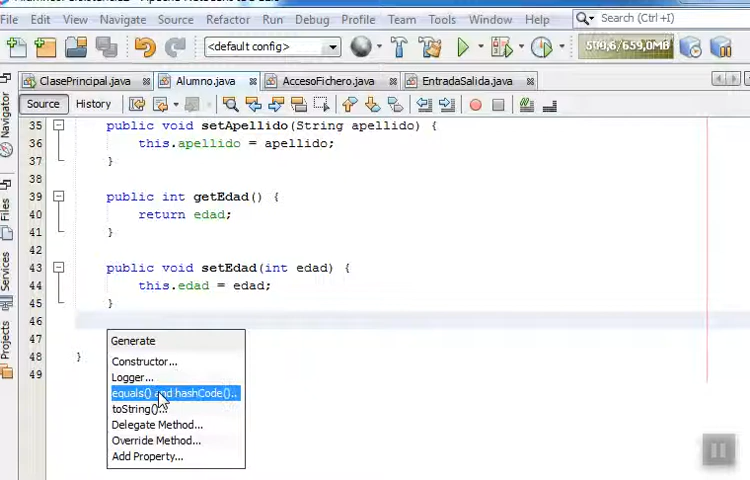 File Edit View Navigate Source Refactor Run Debug Profile Team Tools Window Help Search (Ctrl+I)
<default config>
ClasePrincipal.java Alumno.java AccesoFichero.java EntradaSalida.java
Source History
Navigator
Files
Services
Projects
35 public void setApellido(String apellido) {
36 this.apellido = apellido;
37 }
38
39 public int getEdad() {
40 return edad;
41 }
42
43 public void setEdad(int edad) {
44 this.edad = edad;
45 }
46
47
48 }
49
Generate
Constructor...
Logger...
equals() and hashCode()...
toString()...
Delegate Method...
Override Method...
Add Property...